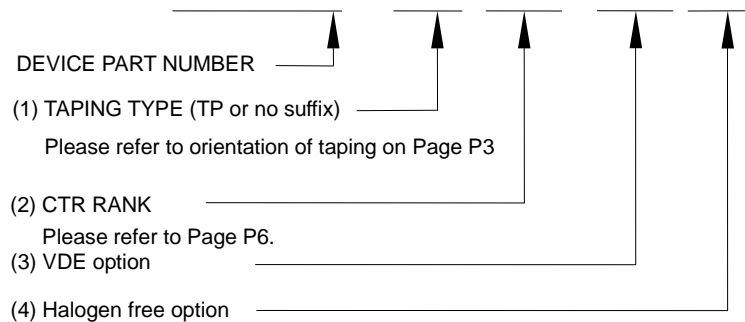 DEVICE PART NUMBER
(1) TAPING TYPE (TP or no suffix)
Please refer to orientation of taping on Page P3
(2) CTR RANK
Please refer to Page P6.
(3) VDE option
(4) Halogen free option